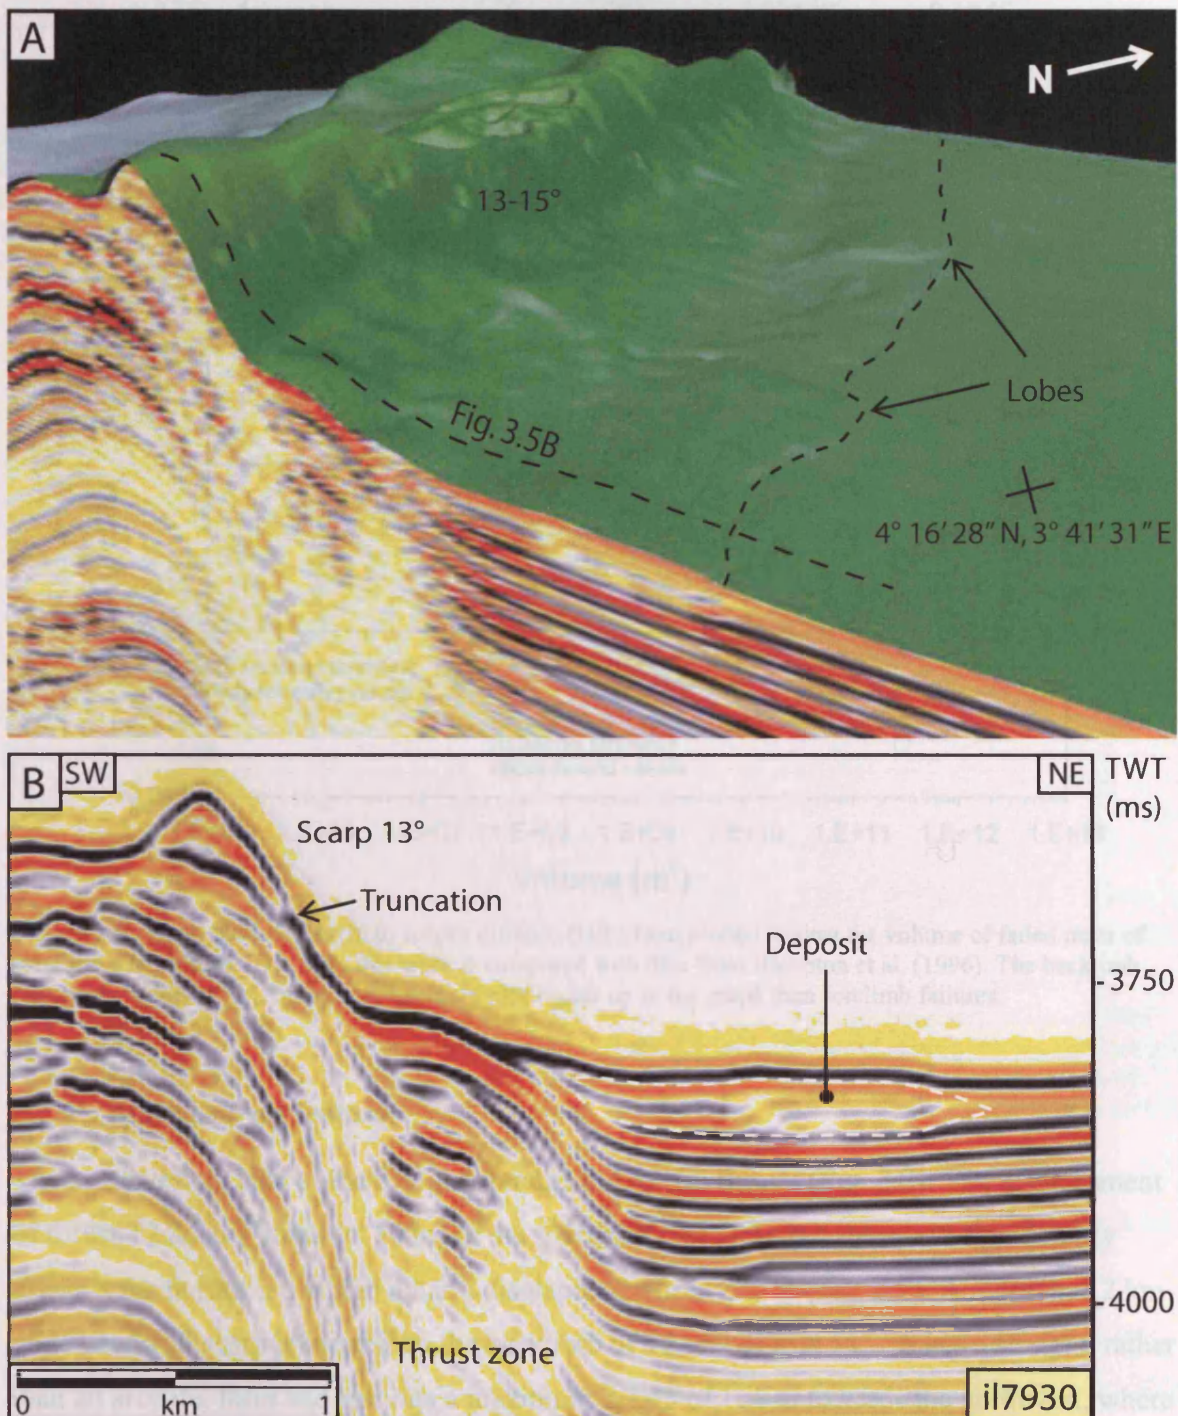 A
N
13-15°
Lobes
Fig. 3.5B
4° 16′28″N, 3° 41′31″E
B SW
NE
TWT
(ms)
Scarp 13°
Truncation
Deposit
-3750
-4000
Thrust zone
0 km 1
il7930